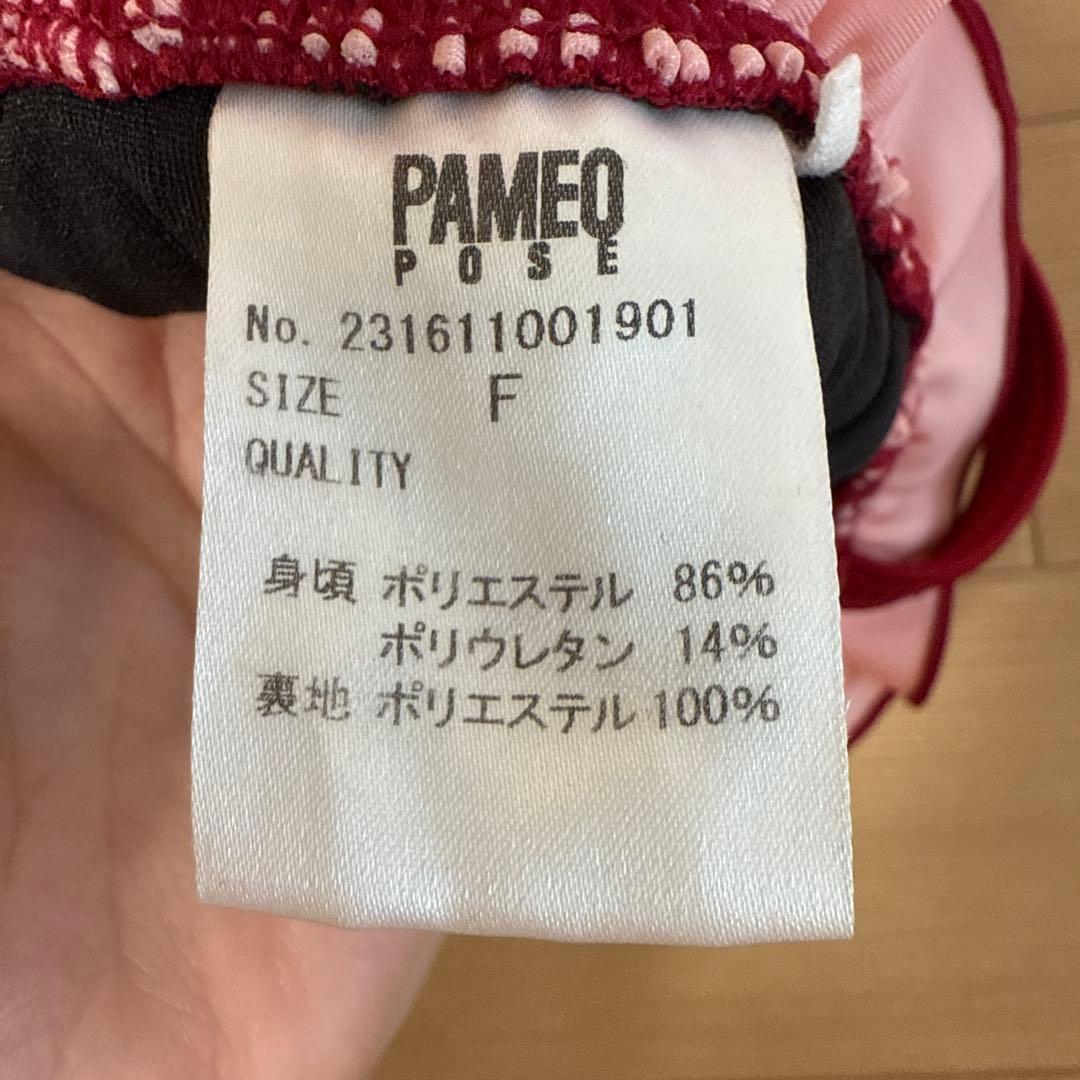 PAMEO
POSE
No. 231611001901
SIZE F
QUALITY
身頃 ポリエステル 86%
ポリウレタン 14%
裏地 ポリエステル 100%